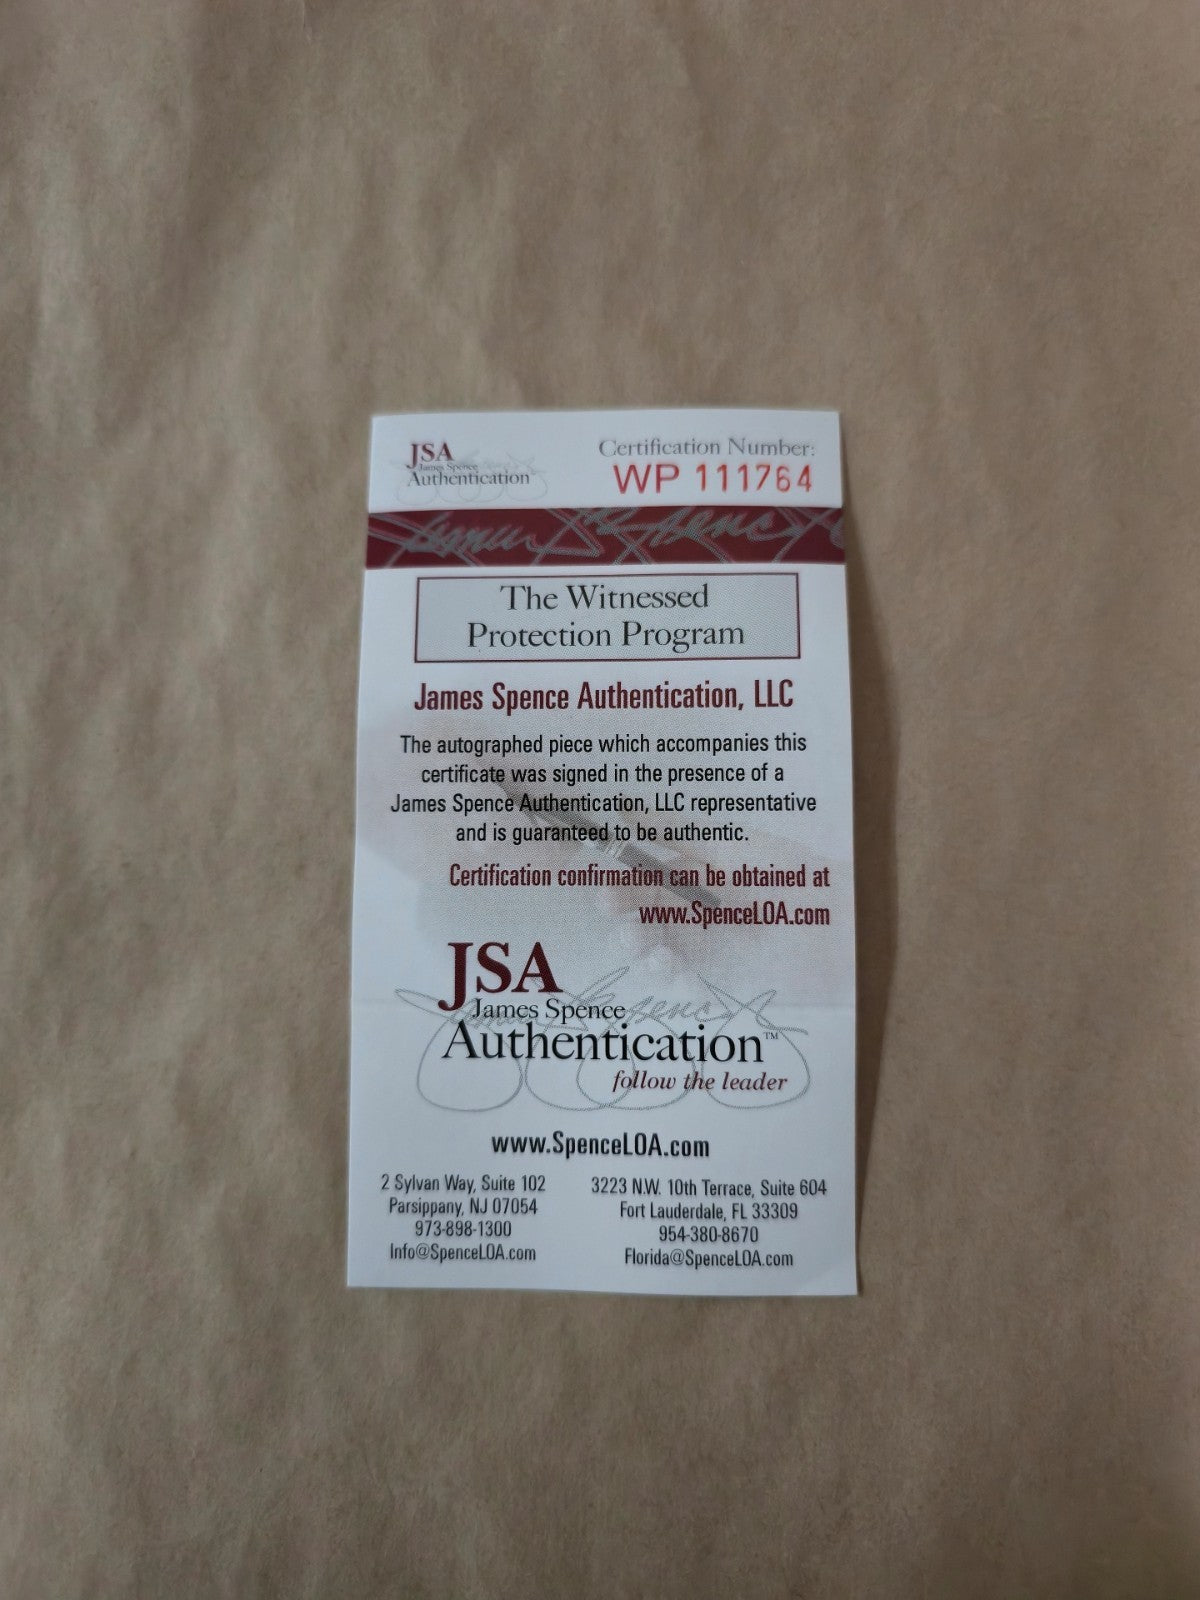 JSA
James Spence
Authentication
Certification Number:
WP 111764
James Spence
The Witnessed
Protection Program
James Spence Authentication, LLC
The autographed piece which accompanies this
certificate was signed in the presence of a
James Spence Authentication, LLC representative
and is guaranteed to be authentic.
Certification confirmation can be obtained at
www.SpenceLOA.com
JSA
James Spence
Authentication™
follow the leader
www.SpenceLOA.com
2 Sylvan Way, Suite 102
Parsippany, NJ 07054
973-898-1300
Info@SpenceLOA.com
3223 N.W. 10th Terrace, Suite 604
Fort Lauderdale, FL 33309
954-380-8670
Florida@SpenceLOA.com